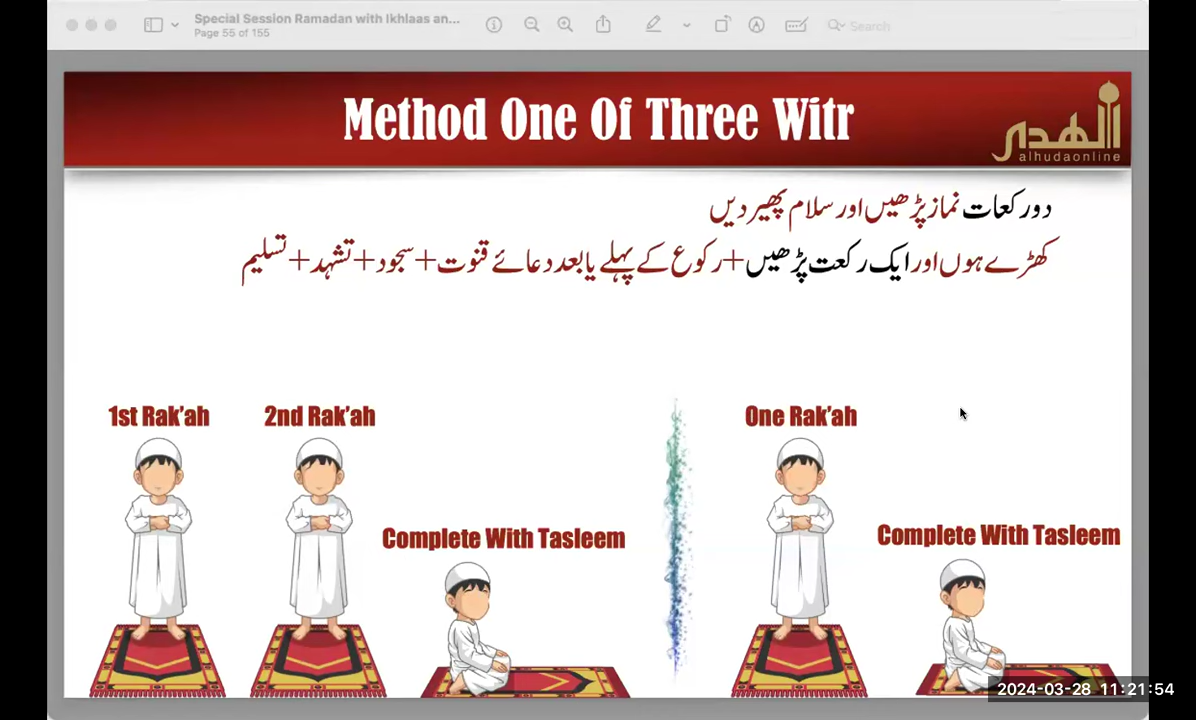 Special Session Ramadan with Ikhlaas an...
Page 55 of 155
Search
Method One Of Three Witr
الهدى
alhudaonline
دو رکعات نماز پڑھیں اور سلام پھیر دیں
کھڑے ہوں اور ایک رکعت پڑھیں + رکوع کے پہلے یا بعد دعائے قنوت + سجود + تشہد + تسلیم
1st Rak'ah
2nd Rak'ah
Complete With Tasleem
One Rak'ah
Complete With Tasleem
2024-03-28 11:21:54